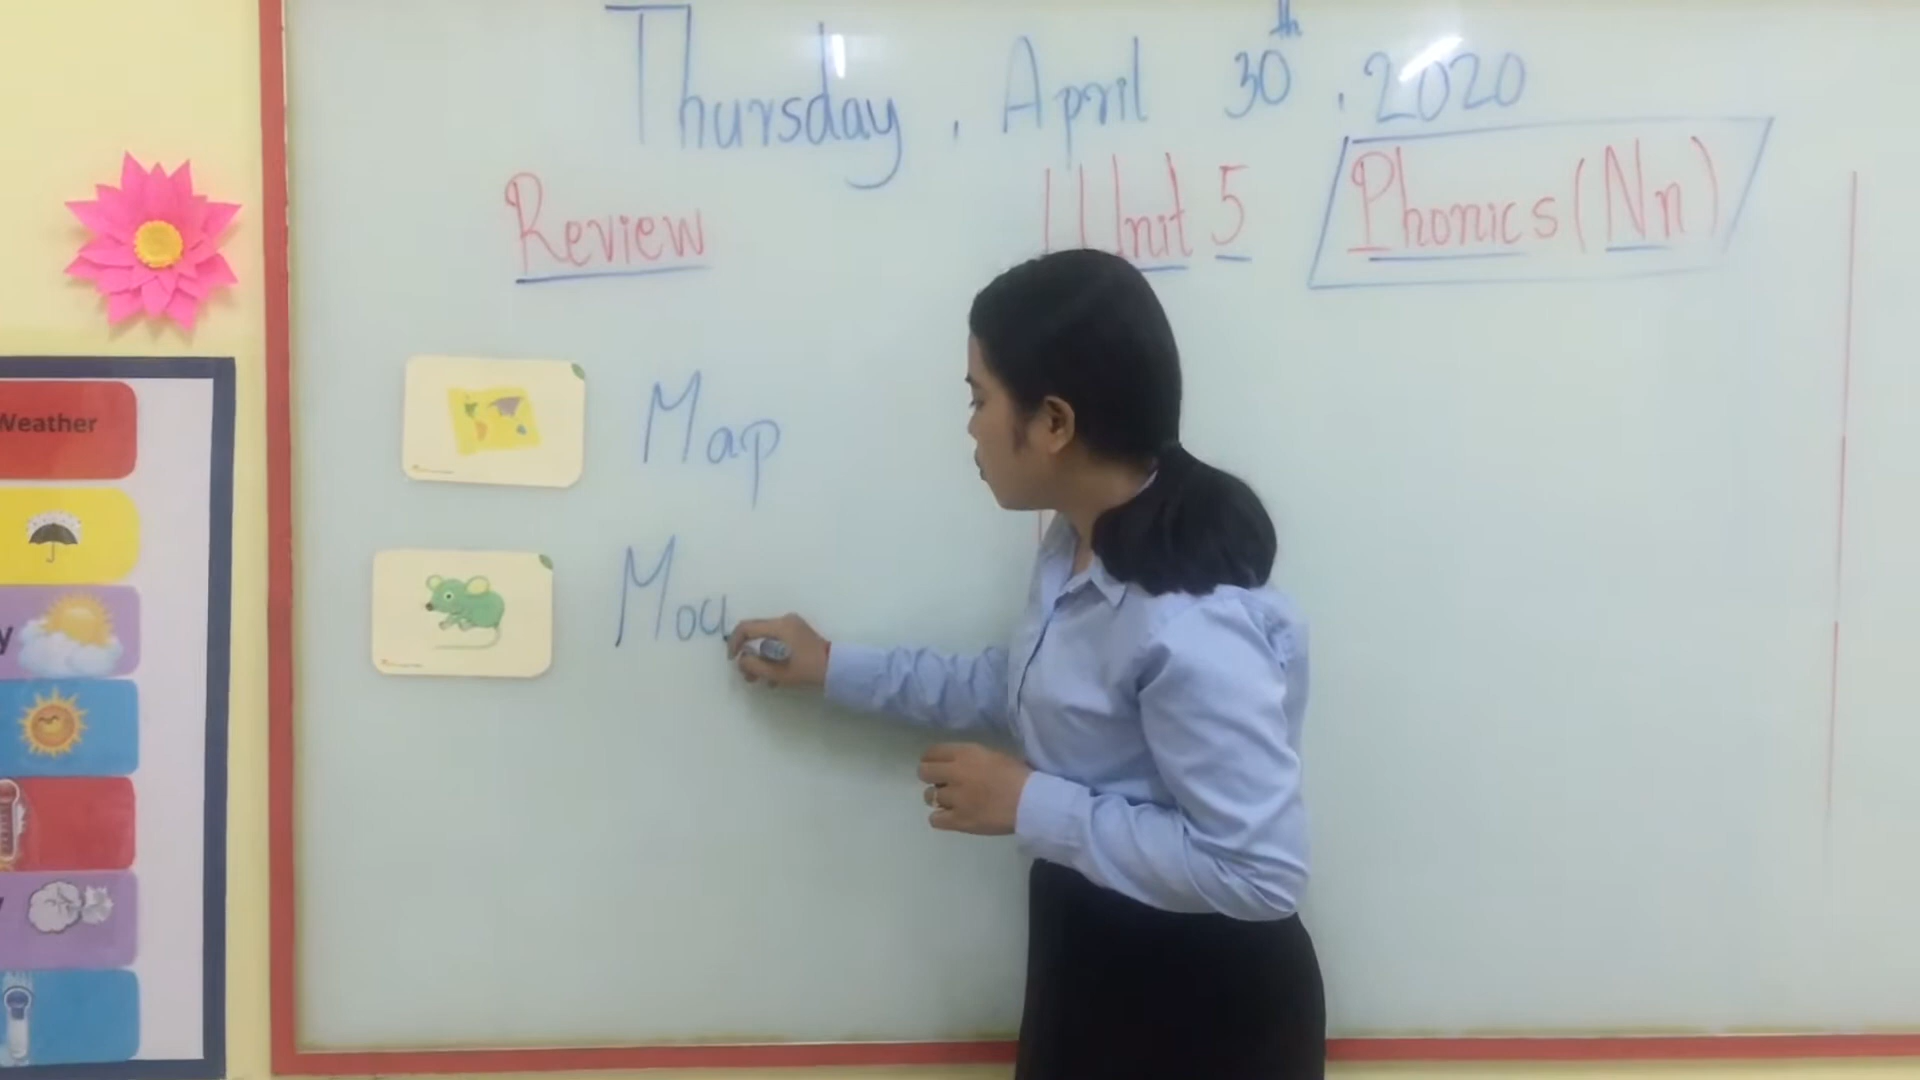 Thursday, April 30th, 2020
Review
Unit 5
Phonics (Nn)
Map
Mou
Weather
y